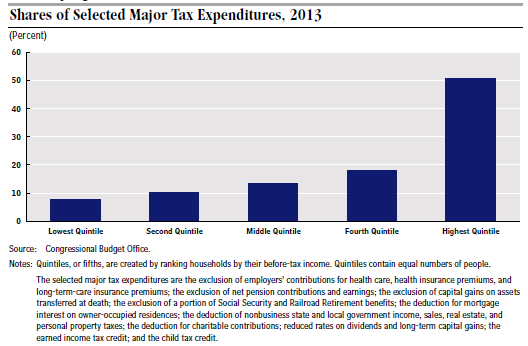 Shares of Selected Major Tax Expenditures, 2013
(Percent)
60
50
40
30
20
10
0
Lowest Quintile Second Quintile Middle Quintile Fourth Quintile Highest Quintile
Source: Congressional Budget Office.
Notes: Quintiles, or fifths, are created by ranking households by their before-tax income. Quintiles contain equal numbers of people.
The selected major tax expenditures are the exclusion of employers' contributions for health care, health insurance premiums, and
long-term-care insurance premiums; the exclusion of net pension contributions and earnings; the exclusion of capital gains on assets
transferred at death; the exclusion of a portion of Social Security and Railroad Retirement benefits; the deduction for mortgage
interest on owner-occupied residences; the deduction of nonbusiness state and local government income, sales, real estate, and
personal property taxes; the deduction for charitable contributions; reduced rates on dividends and long-term capital gains; the
earned income tax credit; and the child tax credit.